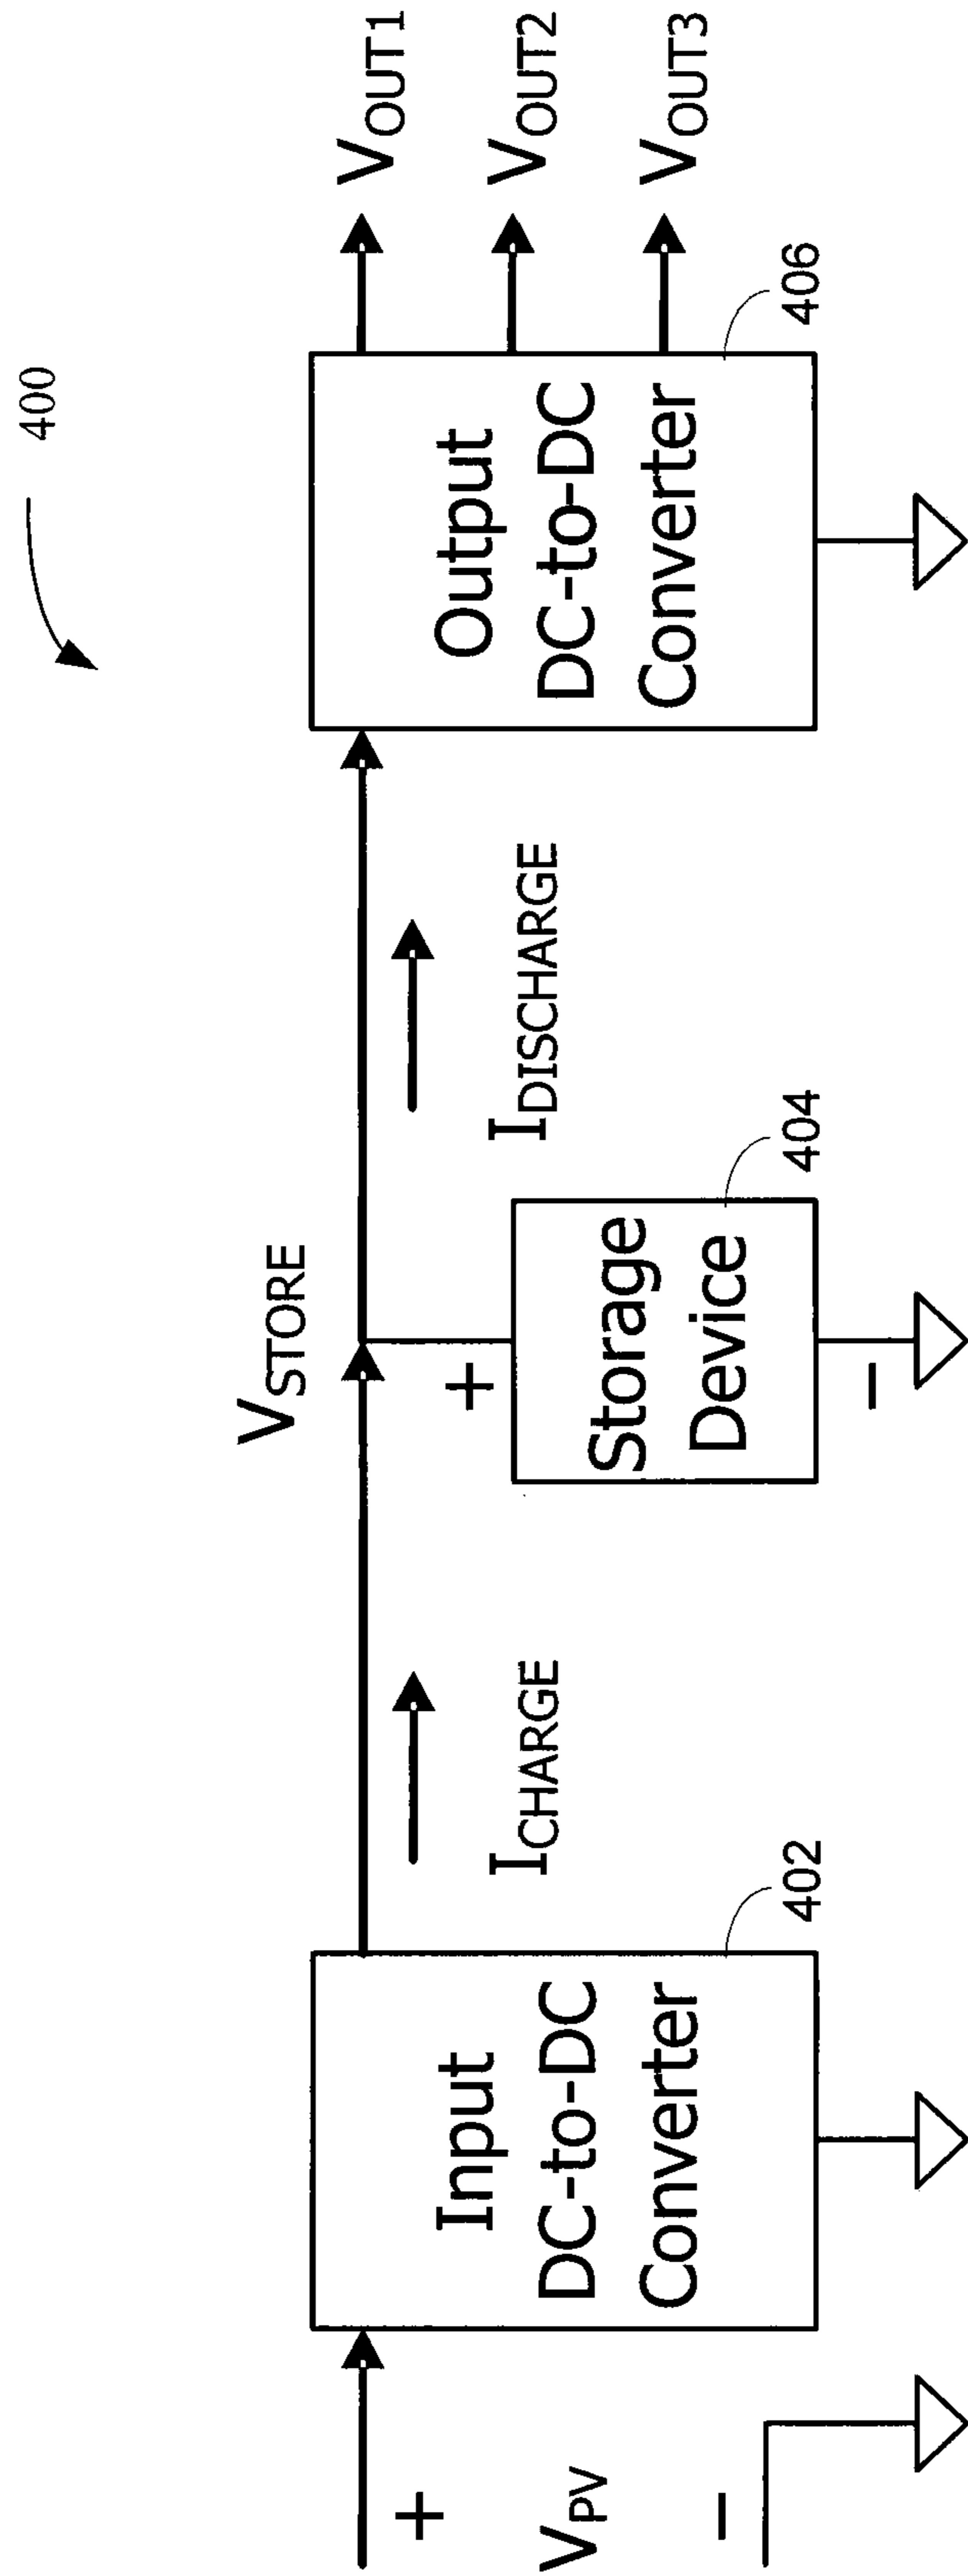 400
V_PV
+
−
Input
DC-to-DC
Converter
402
I_CHARGE
V_STORE
+
Storage
Device
−
404
I_DISCHARGE
Output
DC-to-DC
Converter
406
V_OUT1
V_OUT2
V_OUT3